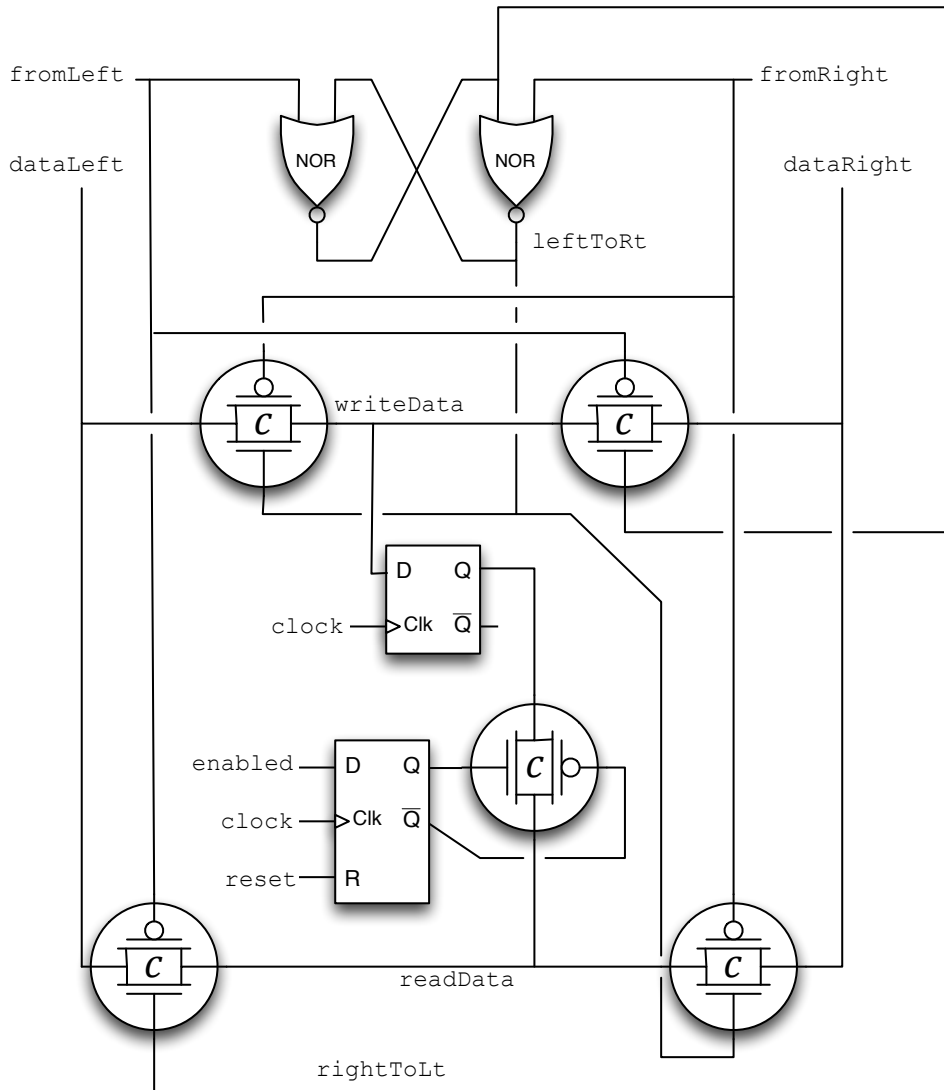 fromLeft
fromRight
NOR
NOR
dataLeft
dataRight
leftToRt
C
writeData
C
D
Q
clock
Clk
Q
enabled
D
Q
C
clock
Clk
Q
reset
R
C
readData
C
rightToLt